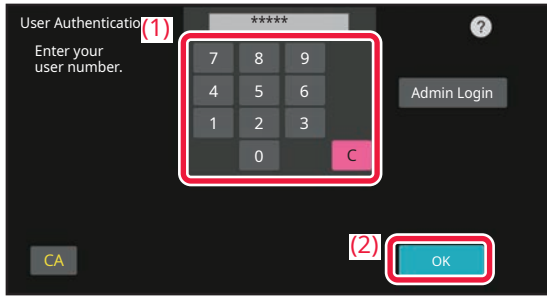 User Authentication
(1)
*****
?
Enter your
user number.
7 8 9
4 5 6
Admin Login
1 2 3
0 C
(2)
CA
OK